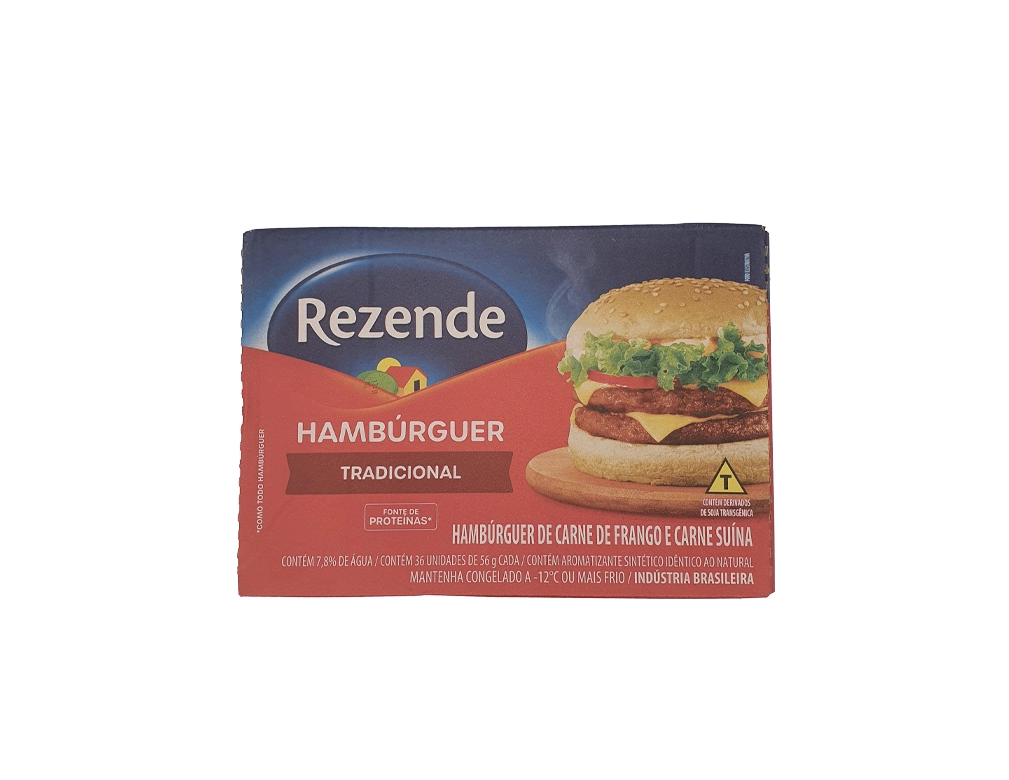 Rezende
HAMBÚRGUER
TRADICIONAL
FONTE DE
PROTEÍNAS*
*COMO TODO HAMBÚRGUER
T
CONTÉM DERIVADOS
DE SOJA TRANSGÊNICA
HAMBÚRGUER DE CARNE DE FRANGO E CARNE SUÍNA
CONTÉM 7,8% DE ÁGUA / CONTÉM 36 UNIDADES DE 56 g CADA / CONTÉM AROMATIZANTE SINTÉTICO IDÊNTICO AO NATURAL
MANTENHA CONGELADO A -12°C OU MAIS FRIO / INDÚSTRIA BRASILEIRA